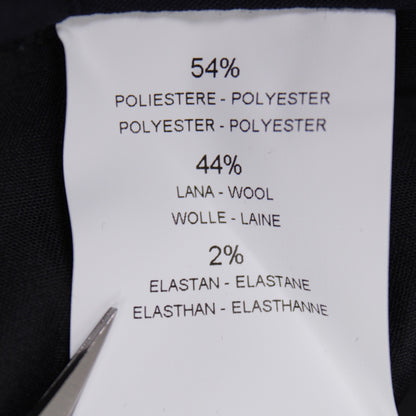 54%
POLIESTERE - POLYESTER
POLYESTER - POLYESTER
44%
LANA - WOOL
WOLLE - LAINE
2%
ELASTAN - ELASTANE
ELASTHAN - ELASTHANNE